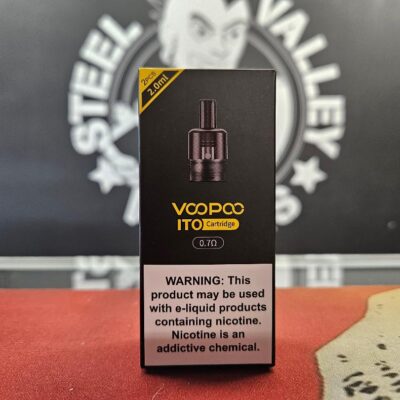 STEEL VALLEY
2PCS
2.0ml
VOOPOO
ITO Cartridge
0.7Ω
WARNING: This
product may be used
with e-liquid products
containing nicotine.
Nicotine is an
addictive chemical.